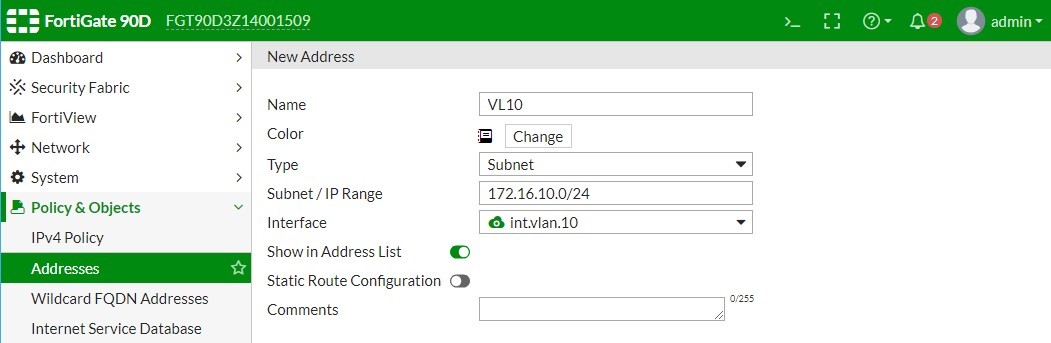 FortiGate 90D FGT90D3Z14001509 >_ 2 admin
Dashboard
Security Fabric
FortiView
Network
System
Policy & Objects
IPv4 Policy
Addresses
Wildcard FQDN Addresses
Internet Service Database
New Address
Name VL10
Color Change
Type Subnet
Subnet / IP Range 172.16.10.0/24
Interface int.vlan.10
Show in Address List
Static Route Configuration
Comments 0/255